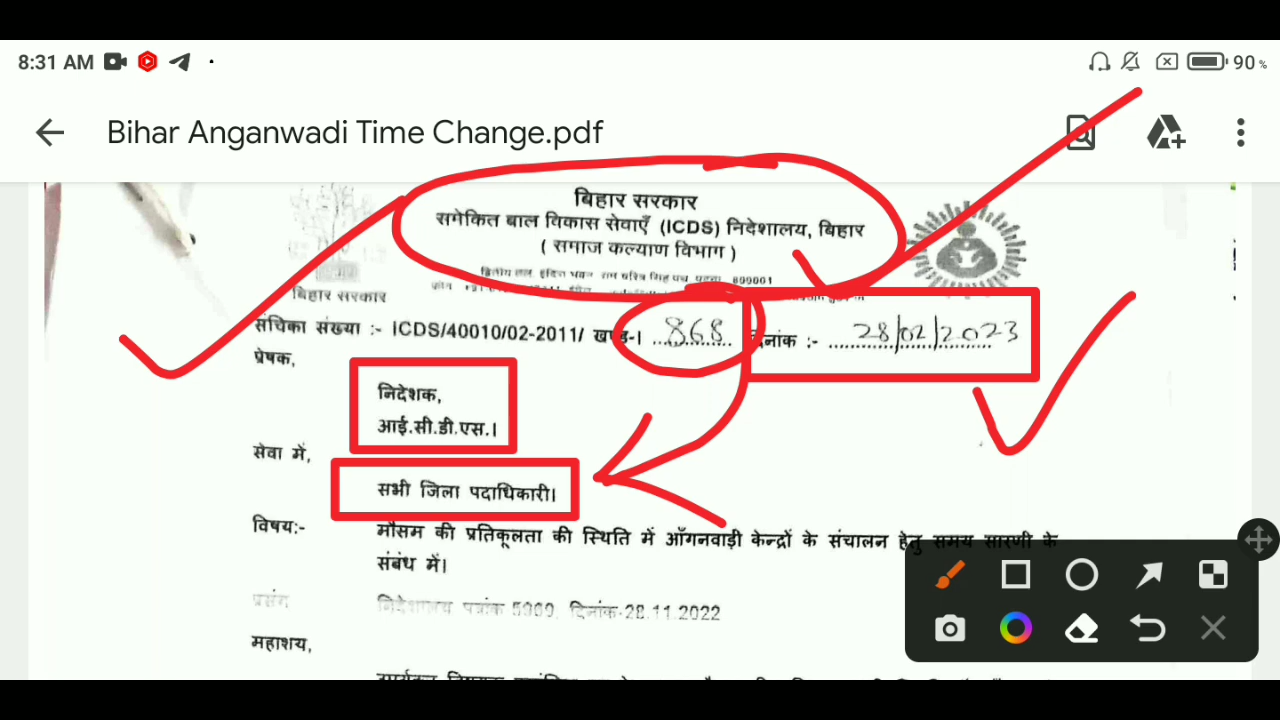 8:31 AM
90 %
Bihar Anganwadi Time Change.pdf
बिहार सरकार
समेकित बाल विकास सेवाएँ (ICDS) निदेशालय, बिहार
( समाज कल्याण विभाग )
बिहार सरकार
सचिका संख्या :- ICDS/40010/02-2011/ खण्ड-I 868 दिनांक :- 28/02/2023
प्रेषक,
निदेशक,
आई.सी.डी.एस.।
सेवा में,
सभी जिला पदाधिकारी।
विषय:- मौसम की प्रतिकूलता की स्थिति में आँगनवाड़ी केन्द्रों के संचालन हेतु समय सारणी के
संबंध में।
प्रसंग निदेशालय पत्रांक दिनांक-28.11.2022
महाशय,